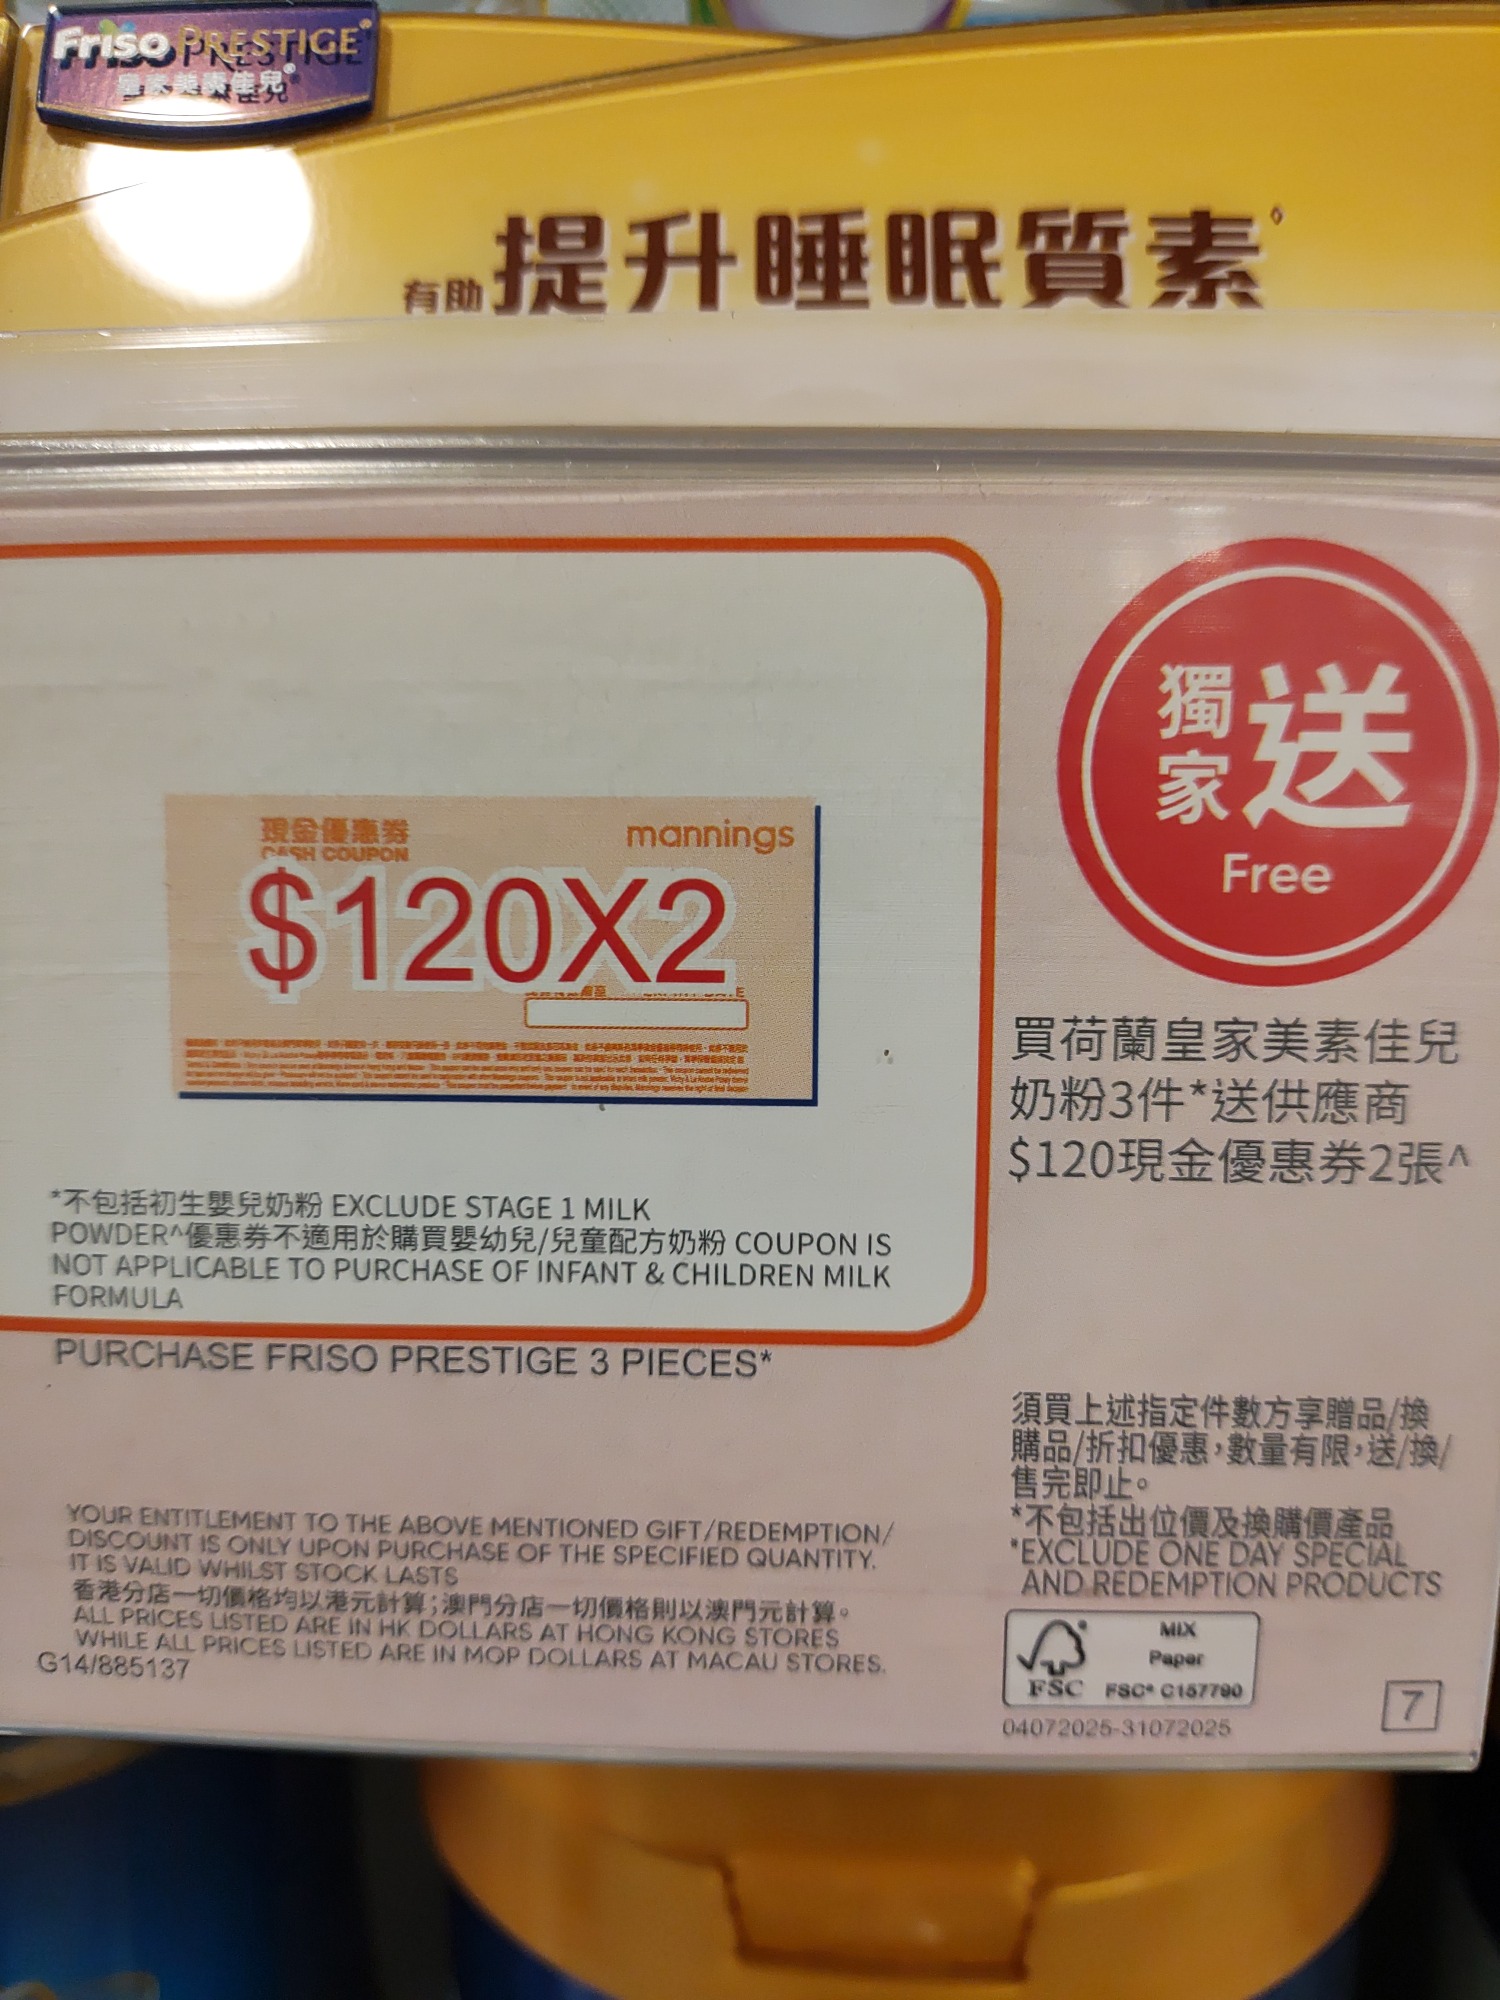 Friso PRESTIGE®
皇家美素佳兒®
有助提升睡眠質素◊
現金優惠券
CASH COUPON
mannings
$120X2
獨家送
Free
買荷蘭皇家美素佳兒
奶粉3件*送供應商
$120現金優惠券2張^
*不包括初生嬰兒奶粉 EXCLUDE STAGE 1 MILK
POWDER^優惠券不適用於購買嬰幼兒/兒童配方奶粉 COUPON IS
NOT APPLICABLE TO PURCHASE OF INFANT & CHILDREN MILK
FORMULA
PURCHASE FRISO PRESTIGE 3 PIECES*
須買上述指定件數方享贈品/換
購品/折扣優惠，數量有限，送/換/
售完即止。
*不包括出位價及換購價產品
*EXCLUDE ONE DAY SPECIAL
AND REDEMPTION PRODUCTS
YOUR ENTITLEMENT TO THE ABOVE MENTIONED GIFT/REDEMPTION/
DISCOUNT IS ONLY UPON PURCHASE OF THE SPECIFIED QUANTITY.
IT IS VALID WHILST STOCK LASTS
香港分店一切價格均以港元計算；澳門分店一切價格則以澳門元計算。
ALL PRICES LISTED ARE IN HK DOLLARS AT HONG KONG STORES
WHILE ALL PRICES LISTED ARE IN MOP DOLLARS AT MACAU STORES.
G14/885137
FSC
MIX
Paper
FSC® C157790
04072025-31072025
7